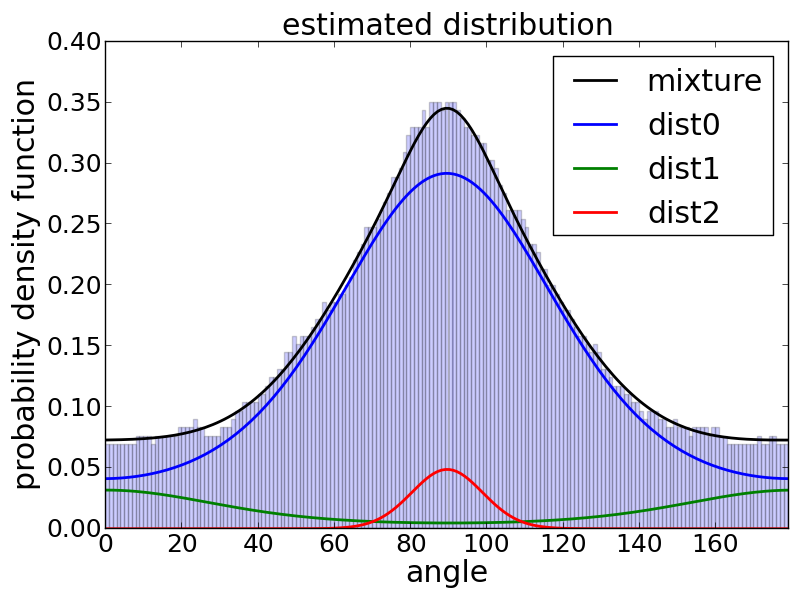 estimated distribution
0.40
0.35
0.30
0.25
0.20
0.15
0.10
0.05
0.00
probability density function
mixture
dist0
dist1
dist2
0 20 40 60 80 100 120 140 160
angle